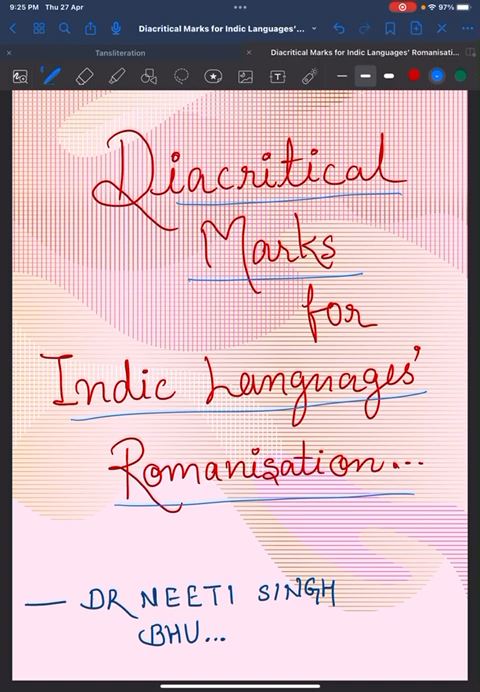 9:25 PM Thu 27 Apr
97%
Diacritical Marks for Indic Languages'...
Tansliteration
Diacritical Marks for Indic Languages' Romanisati...
Diacritical
Marks
for
Indic Languages'
Romanisation...
— DR NEETI SINGH
BHU...